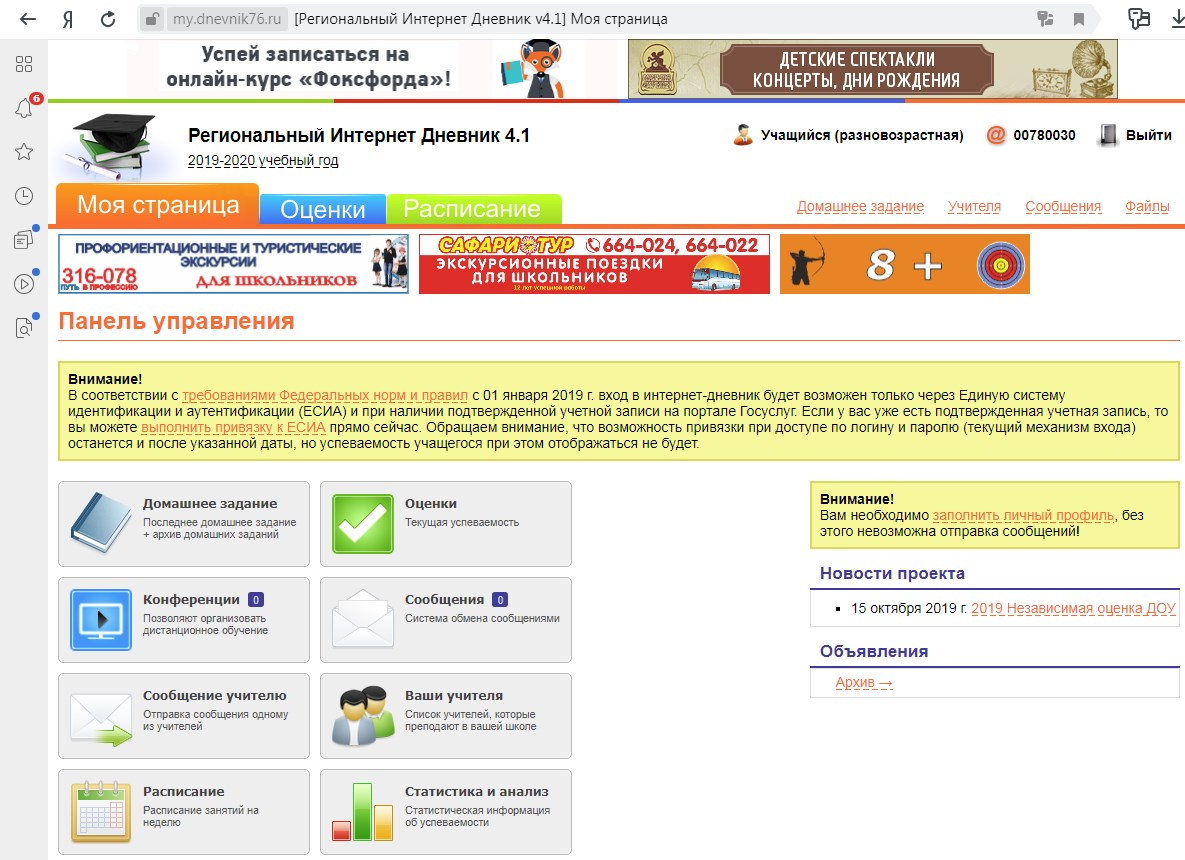 my.dnevnik76.ru [Региональный Интернет Дневник v4.1] Моя страница
6
Успей записаться на
онлайн-курс «Фоксфорда»!
ДЕТСКИЕ СПЕКТАКЛИ
КОНЦЕРТЫ, ДНИ РОЖДЕНИЯ
Региональный Интернет Дневник 4.1
2019-2020 учебный год
Учащийся (разновозрастная) 00780030 Выйти
Моя страница Оценки Расписание
Домашнее задание Учителя Сообщения Файлы
ПРОФОРИЕНТАЦИОННЫЕ И ТУРИСТИЧЕСКИЕ
ЭКСКУРСИИ
316-078
ПУТЬ В ПРОФЕССИЮ
ДЛЯ ШКОЛЬНИКОВ
САФАРИ ТУР 664-024, 664-022
ЭКСКУРСИОННЫЕ ПОЕЗДКИ
ДЛЯ ШКОЛЬНИКОВ
12 лет успешной работы
8 +
Панель управления
Внимание!
В соответствии с требованиями Федеральных норм и правил с 01 января 2019 г. вход в интернет-дневник будет возможен только через Единую систему
идентификации и аутентификации (ЕСИА) и при наличии подтвержденной учетной записи на портале Госуслуг. Если у вас уже есть подтвержденная учетная запись, то
вы можете выполнить привязку к ЕСИА прямо сейчас. Обращаем внимание, что возможность привязки при доступе по логину и паролю (текущий механизм входа)
останется и после указанной даты, но успеваемость учащегося при этом отображаться не будет.
Домашнее задание
Последнее домашнее задание
+ архив домашних заданий
Оценки
Текущая успеваемость
Конференции 0
Позволяют организовать
дистанционное обучение
Сообщения 0
Система обмена сообщениями
Сообщение учителю
Отправка сообщения одному
из учителей
Ваши учителя
Список учителей, которые
преподают в вашей школе
Расписание
Расписание занятий на
неделю
Статистика и анализ
Статистическая информация
об успеваемости
Внимание!
Вам необходимо заполнить личный профиль, без
этого невозможна отправка сообщений!
Новости проекта
15 октября 2019 г. 2019 Независимая оценка ДОУ
Объявления
Архив →